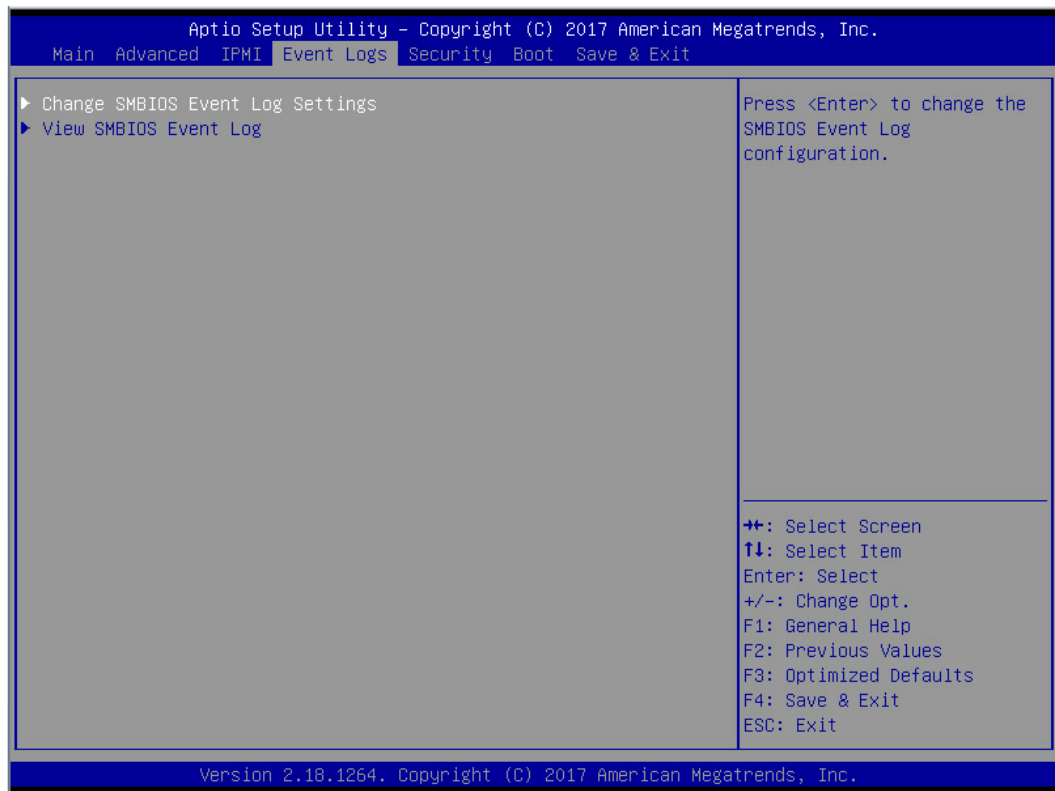 Aptio Setup Utility – Copyright (C) 2017 American Megatrends, Inc.
Main Advanced IPMI Event Logs Security Boot Save & Exit
▶ Change SMBIOS Event Log Settings
▶ View SMBIOS Event Log
Press <Enter> to change the
SMBIOS Event Log
configuration.
→←: Select Screen
↑↓: Select Item
Enter: Select
+/-: Change Opt.
F1: General Help
F2: Previous Values
F3: Optimized Defaults
F4: Save & Exit
ESC: Exit
Version 2.18.1264. Copyright (C) 2017 American Megatrends, Inc.